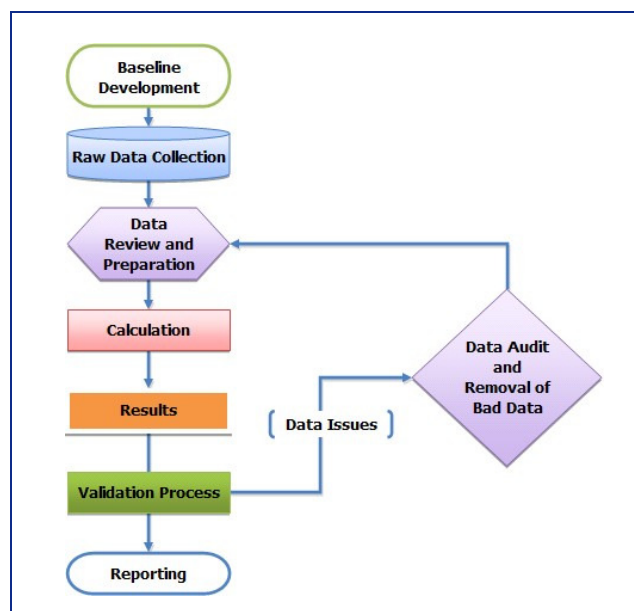 Baseline
Development
Raw Data Collection
Data
Review and
Preparation
Calculation
Results
Validation Process
Reporting
[ Data Issues ]
Data Audit
and
Removal of
Bad Data